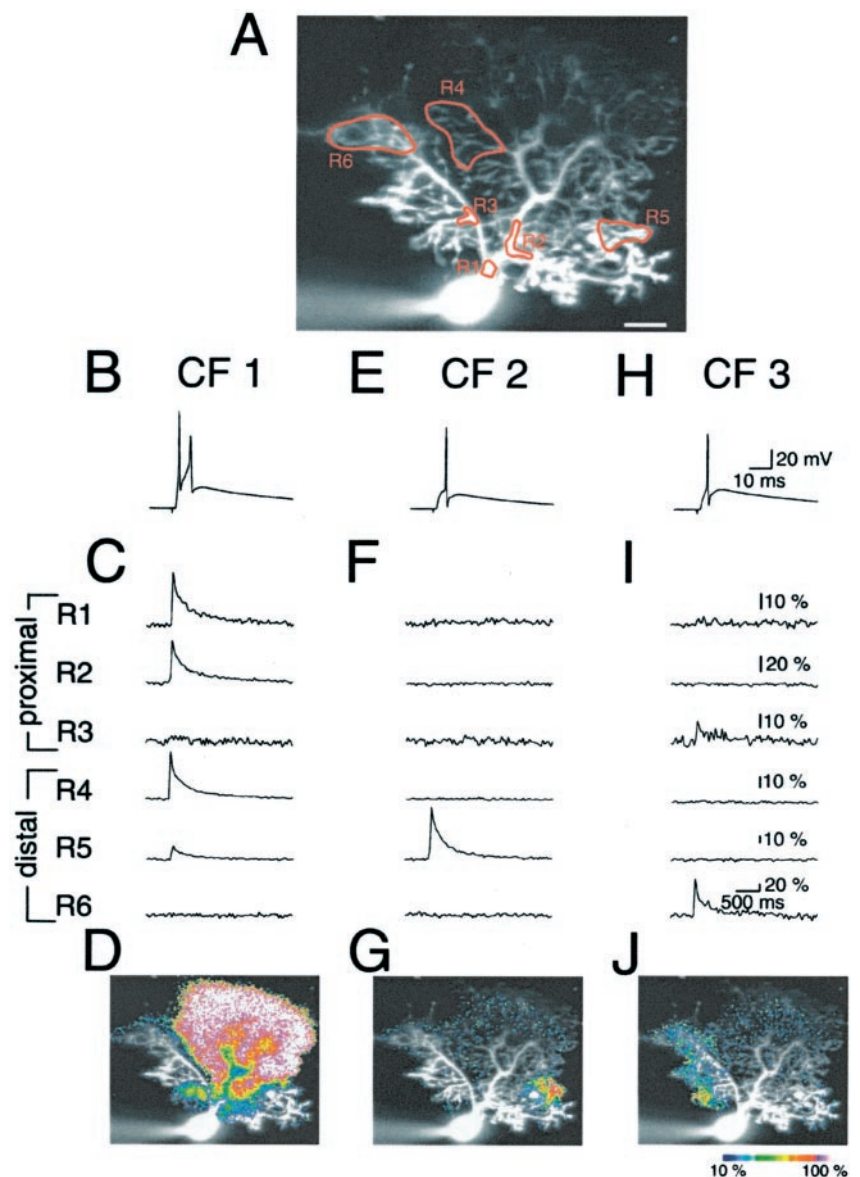 A
R4
R6
R3
R5
R2
R1
B CF 1 E CF 2 H CF 3
20 mV
10 ms
C F I
proximal
R1 10 %
R2 20 %
R3 10 %
distal
R4 10 %
R5 10 %
R6 20 %
500 ms
D G J
10 % 100 %